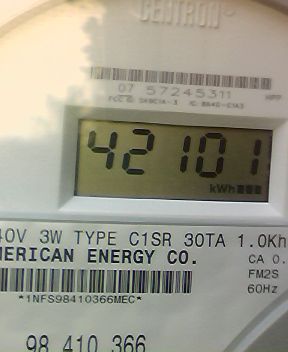 CENTRON
07 57245311
42101
kWh
40V 3W TYPE C1SR 30TA 1.0Kh
MERICAN ENERGY CO.
CA 0.
FM2S
*1NFS98410366MEC*
60Hz
98 410 366